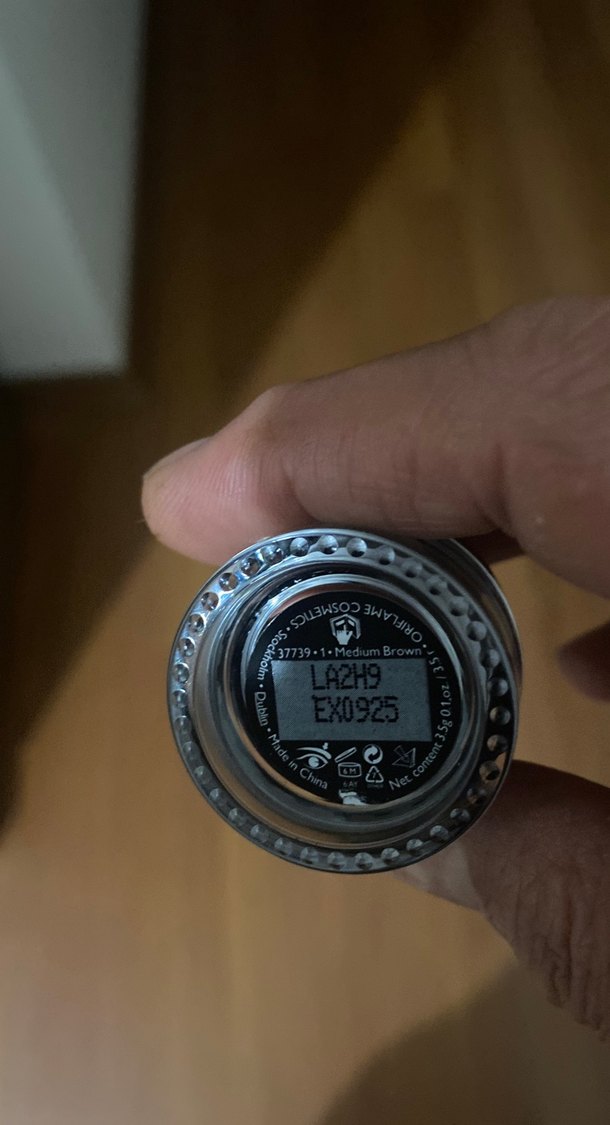 • ORIFLAME COSMETICS •
Stockholm • Dublin • Made in China
37739 • 1 • Medium Brown
LA2H9
EX0925
6 M
Net. content 3.5g 0.1.oz